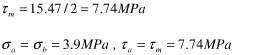 τm = 15.47 / 2 = 7.74MPa
σa = σb = 3.9MPa , τa = τm = 7.74MPa